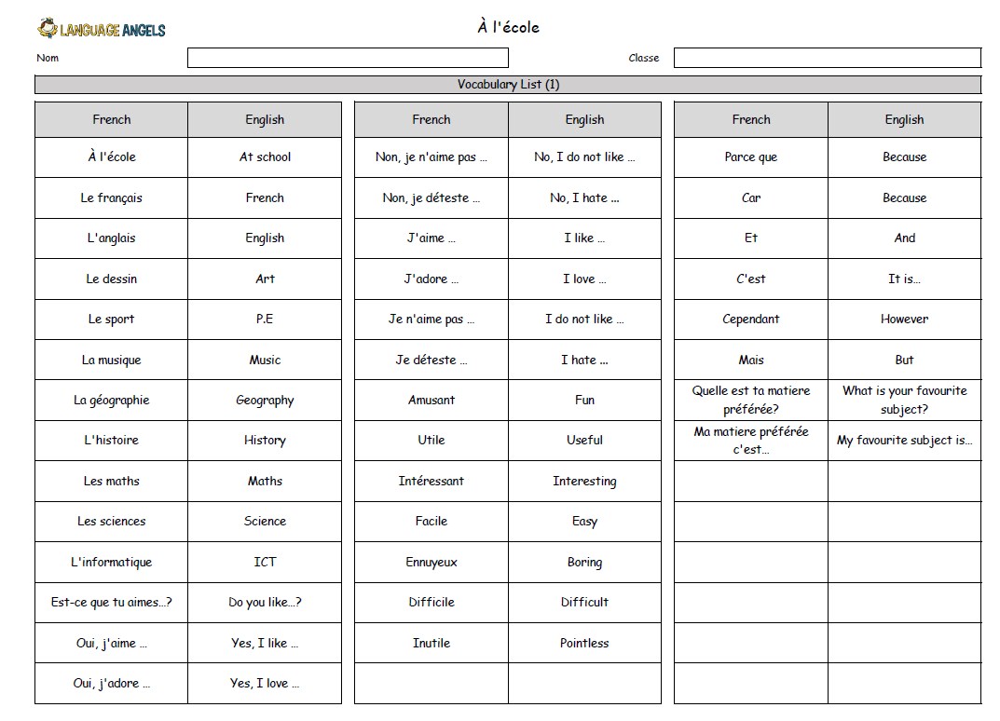 LANGUAGE ANGELS
À l'école
Nom
Classe
Vocabulary List (1)
French English
À l'école At school
Le français French
L'anglais English
Le dessin Art
Le sport P.E
La musique Music
La géographie Geography
L'histoire History
Les maths Maths
Les sciences Science
L'informatique ICT
Est-ce que tu aimes…? Do you like…?
Oui, j'aime … Yes, I like …
Oui, j'adore … Yes, I love …
French English
Non, je n'aime pas … No, I do not like …
Non, je déteste … No, I hate …
J'aime … I like …
J'adore … I love …
Je n'aime pas … I do not like …
Je déteste … I hate …
Amusant Fun
Utile Useful
Intéressant Interesting
Facile Easy
Ennuyeux Boring
Difficile Difficult
Inutile Pointless
French English
Parce que Because
Car Because
Et And
C'est It is…
Cependant However
Mais But
Quelle est ta matiere
préférée?
What is your favourite
subject?
Ma matiere préférée
c'est…
My favourite subject is…